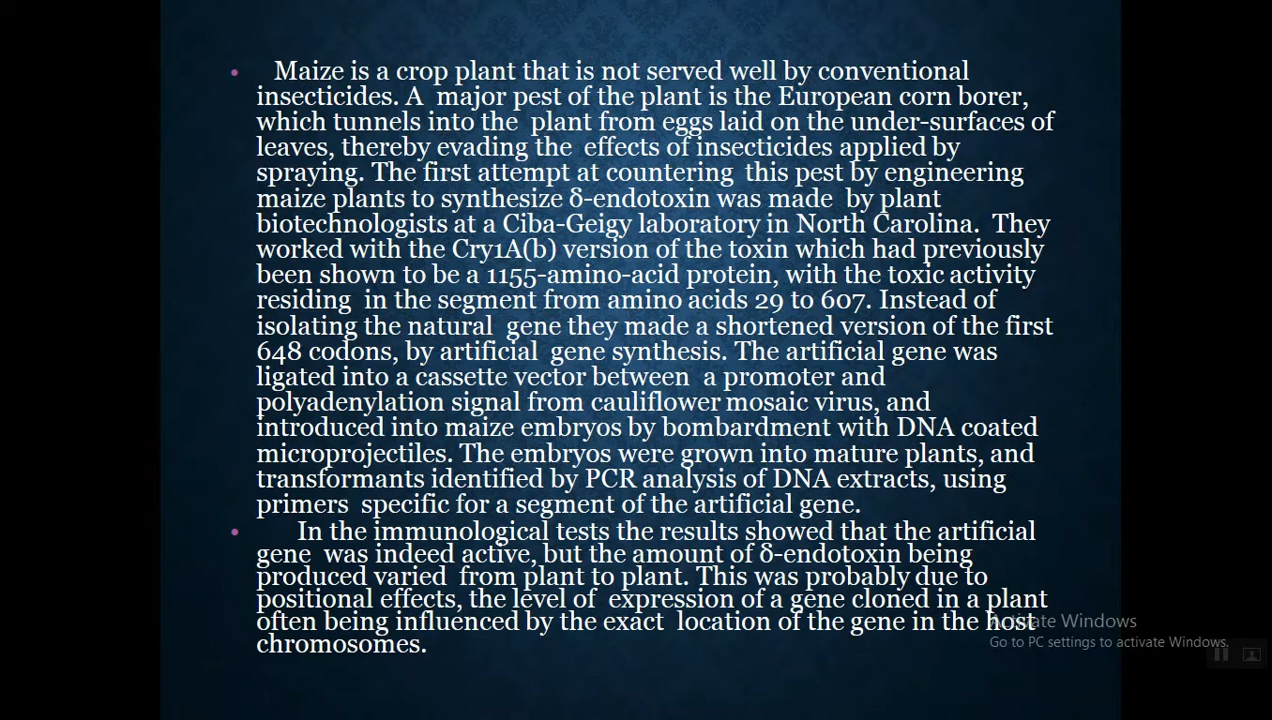 • Maize is a crop plant that is not served well by conventional
insecticides. A major pest of the plant is the European corn borer,
which tunnels into the plant from eggs laid on the under-surfaces of
leaves, thereby evading the effects of insecticides applied by
spraying. The first attempt at countering this pest by engineering
maize plants to synthesize δ-endotoxin was made by plant
biotechnologists at a Ciba-Geigy laboratory in North Carolina. They
worked with the Cry1A(b) version of the toxin which had previously
been shown to be a 1155-amino-acid protein, with the toxic activity
residing in the segment from amino acids 29 to 607. Instead of
isolating the natural gene they made a shortened version of the first
648 codons, by artificial gene synthesis. The artificial gene was
ligated into a cassette vector between a promoter and
polyadenylation signal from cauliflower mosaic virus, and
introduced into maize embryos by bombardment with DNA coated
microprojectiles. The embryos were grown into mature plants, and
transformants identified by PCR analysis of DNA extracts, using
primers specific for a segment of the artificial gene.
• In the immunological tests the results showed that the artificial
gene was indeed active, but the amount of δ-endotoxin being
produced varied from plant to plant. This was probably due to
positional effects, the level of expression of a gene cloned in a plant
often being influenced by the exact location of the gene in the host
chromosomes.
Activate Windows
Go to PC settings to activate Windows.